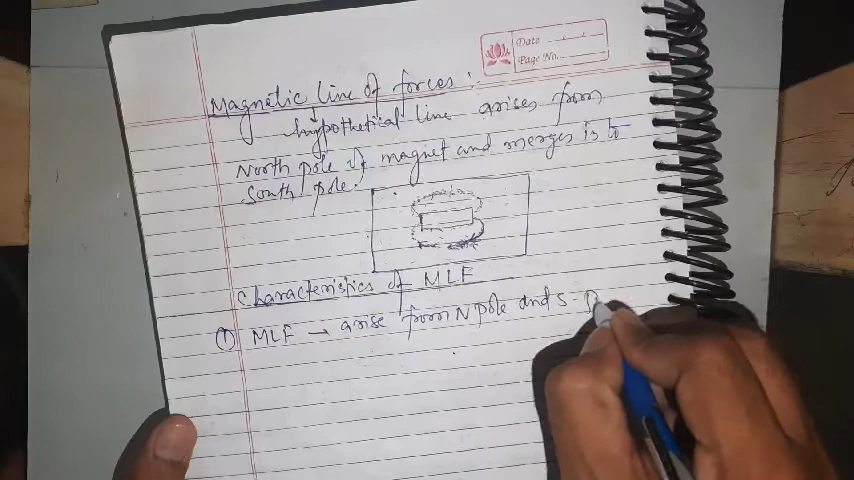 Date
Page No.
Magnetic line of forces :
hypothetical line arises from
North pole of magnet and merges is to
South pole.
Characteristics of MLF
① MLF → arise from N pole and S- p